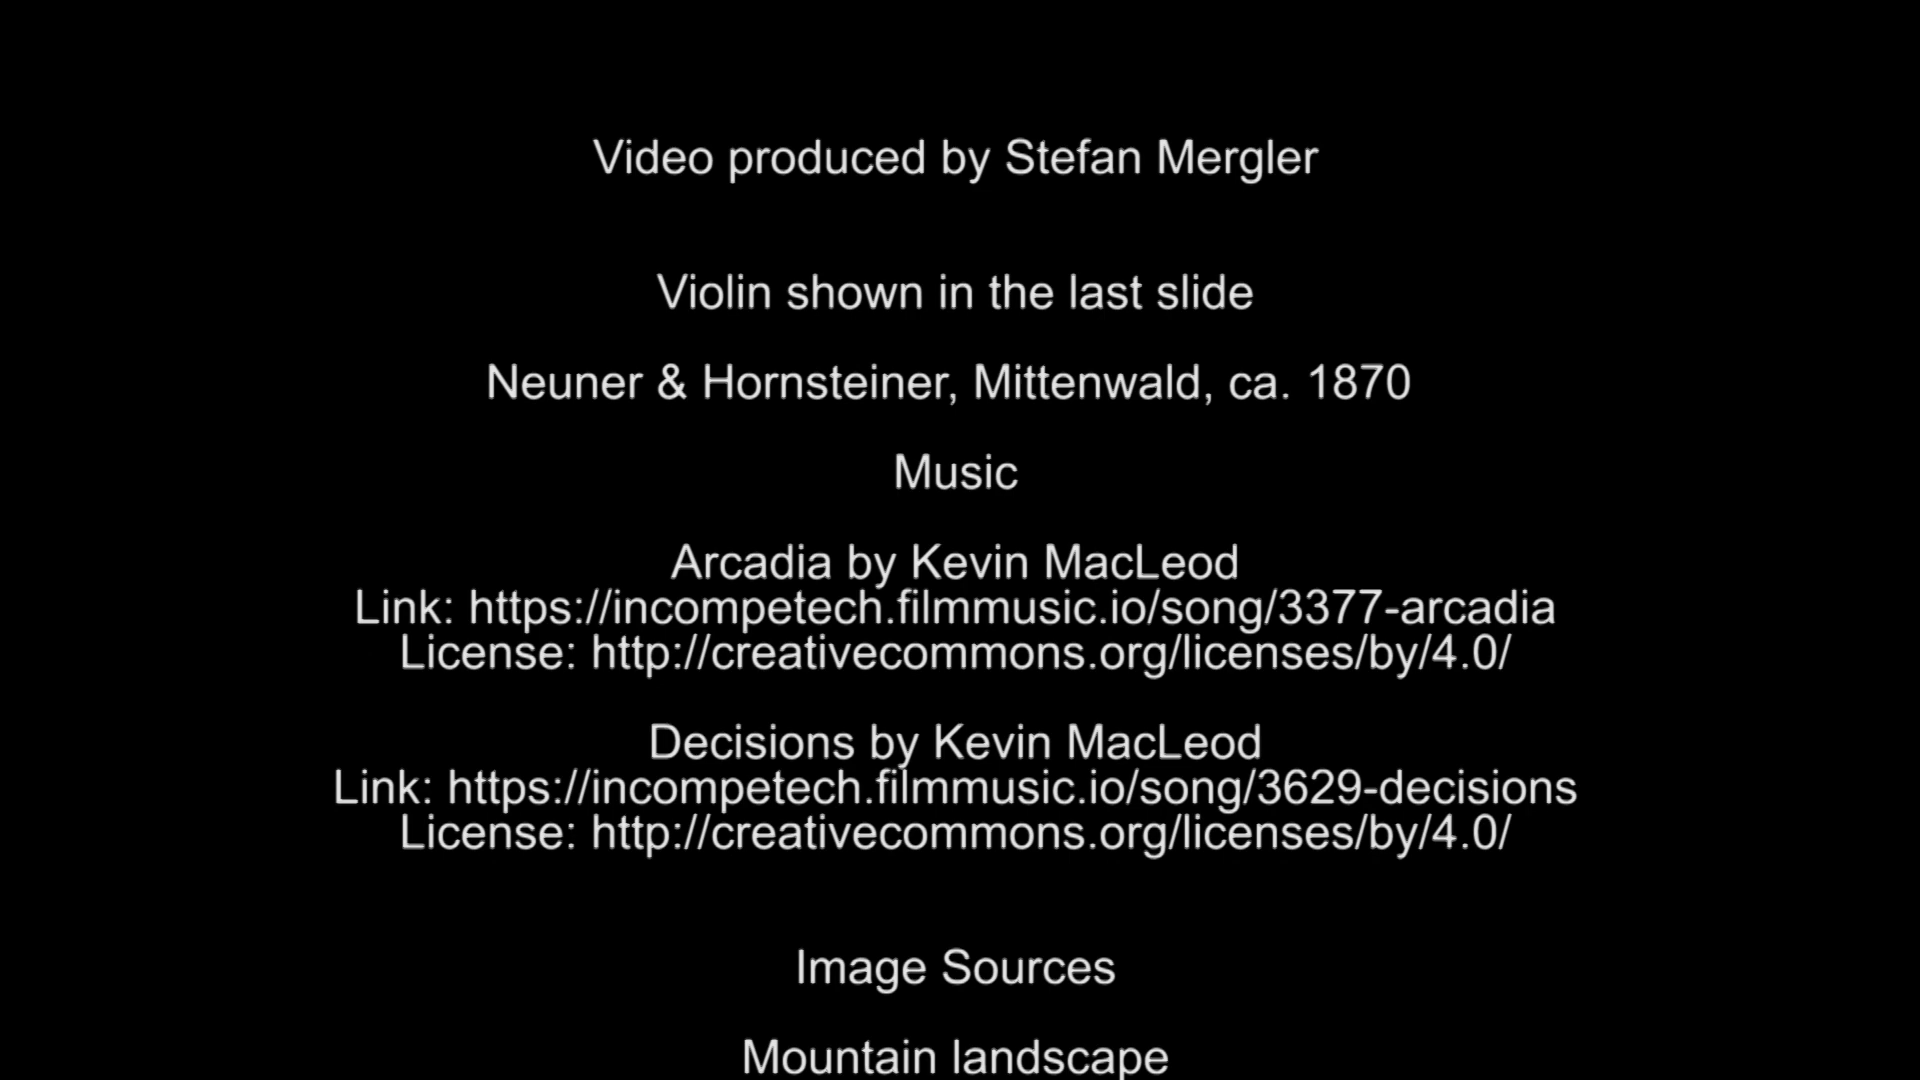 Video produced by Stefan Mergler
Violin shown in the last slide
Neuner & Hornsteiner, Mittenwald, ca. 1870
Music
Arcadia by Kevin MacLeod
Link: https://incompetech.filmmusic.io/song/3377-arcadia
License: http://creativecommons.org/licenses/by/4.0/
Decisions by Kevin MacLeod
Link: https://incompetech.filmmusic.io/song/3629-decisions
License: http://creativecommons.org/licenses/by/4.0/
Image Sources
Mountain landscape